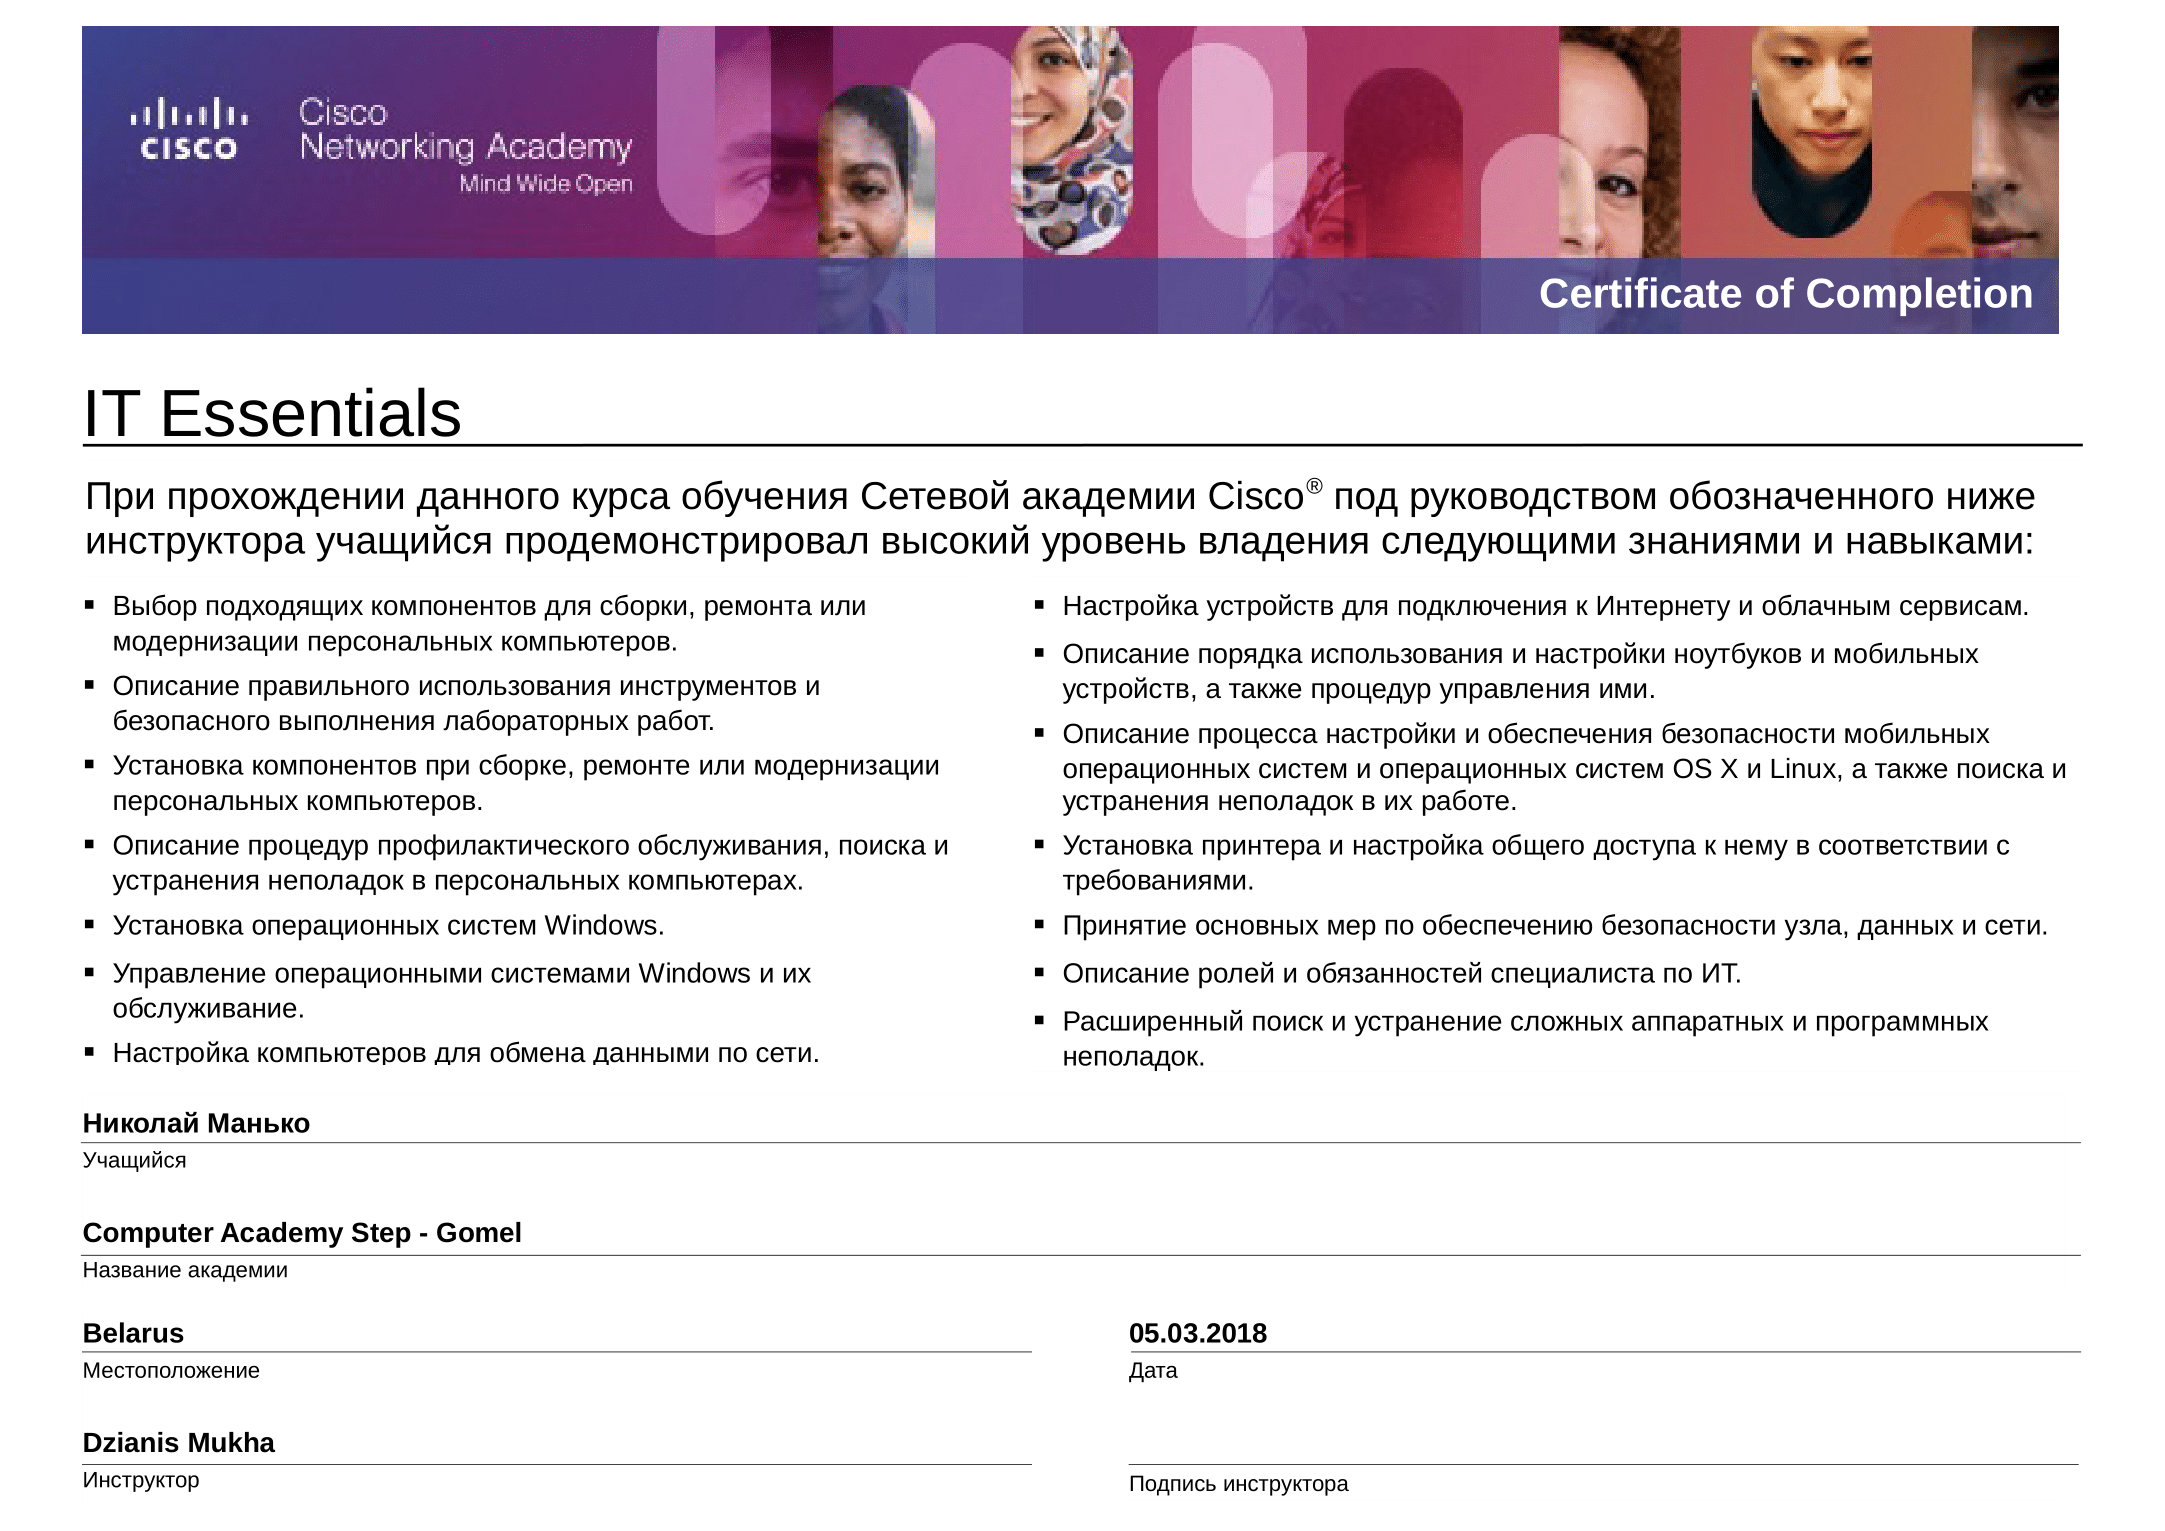 cisco
Cisco
Networking Academy
Mind Wide Open
Certificate of Completion
IT Essentials
При прохождении данного курса обучения Сетевой академии Cisco® под руководством обозначенного ниже
инструктора учащийся продемонстрировал высокий уровень владения следующими знаниями и навыками:
▪ Выбор подходящих компонентов для сборки, ремонта или
модернизации персональных компьютеров.
▪ Описание правильного использования инструментов и
безопасного выполнения лабораторных работ.
▪ Установка компонентов при сборке, ремонте или модернизации
персональных компьютеров.
▪ Описание процедур профилактического обслуживания, поиска и
устранения неполадок в персональных компьютерах.
▪ Установка операционных систем Windows.
▪ Управление операционными системами Windows и их
обслуживание.
▪ Настройка компьютеров для обмена данными по сети.
▪ Настройка устройств для подключения к Интернету и облачным сервисам.
▪ Описание порядка использования и настройки ноутбуков и мобильных
устройств, а также процедур управления ими.
▪ Описание процесса настройки и обеспечения безопасности мобильных
операционных систем и операционных систем OS X и Linux, а также поиска и
устранения неполадок в их работе.
▪ Установка принтера и настройка общего доступа к нему в соответствии с
требованиями.
▪ Принятие основных мер по обеспечению безопасности узла, данных и сети.
▪ Описание ролей и обязанностей специалиста по ИТ.
▪ Расширенный поиск и устранение сложных аппаратных и программных
неполадок.
Николай Манько
Учащийся
Computer Academy Step - Gomel
Название академии
Belarus
Местоположение
05.03.2018
Дата
Dzianis Mukha
Инструктор
Подпись инструктора